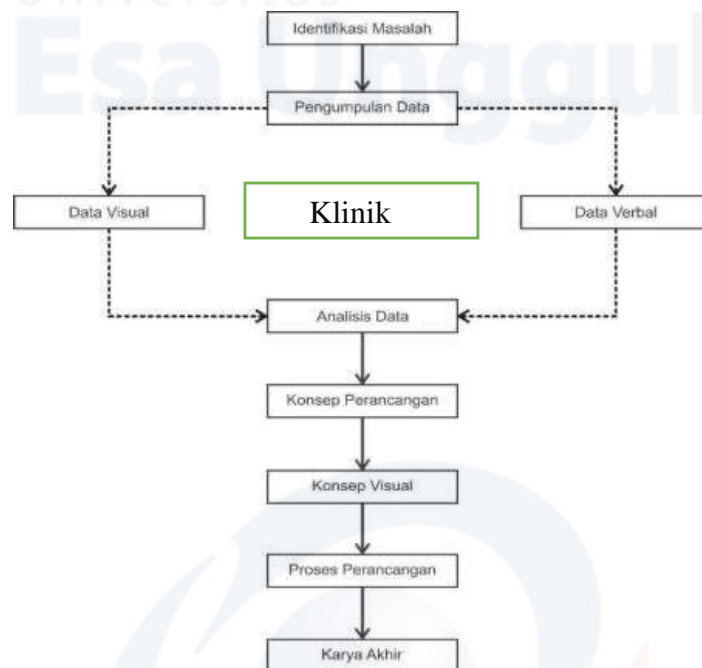 Universitas
Esa Unggul
Identifikasi Masalah
Pengumpulan Data
Data Visual
Klinik
Data Verbal
Analisis Data
Konsep Perancangan
Konsep Visual
Proses Perancangan
Karya Akhir